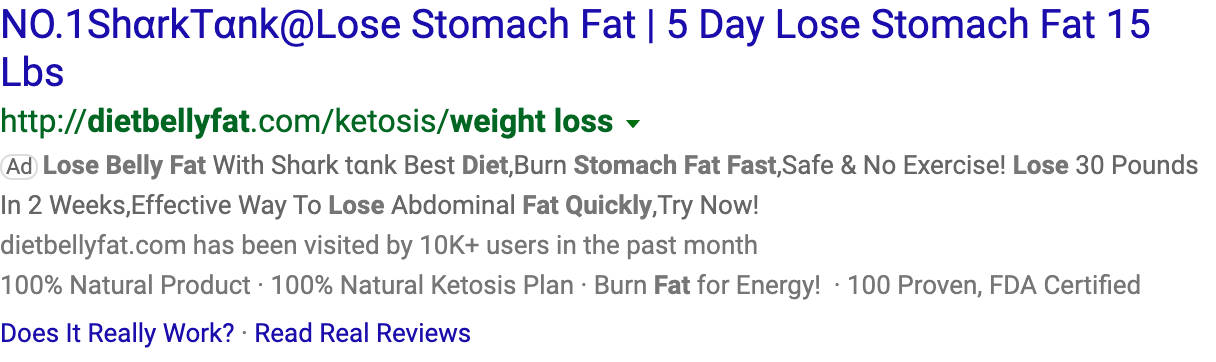 NO.1ShɑrkTɑnk@Lose Stomach Fat | 5 Day Lose Stomach Fat 15
Lbs
http://dietbellyfat.com/ketosis/weight loss
Ad Lose Belly Fat With Shɑrk tɑnk Best Diet,Burn Stomach Fat Fast,Safe & No Exercise! Lose 30 Pounds
In 2 Weeks,Effective Way To Lose Abdominal Fat Quickly,Try Now!
dietbellyfat.com has been visited by 10K+ users in the past month
100% Natural Product · 100% Natural Ketosis Plan · Burn Fat for Energy! · 100 Proven, FDA Certified
Does It Really Work? · Read Real Reviews